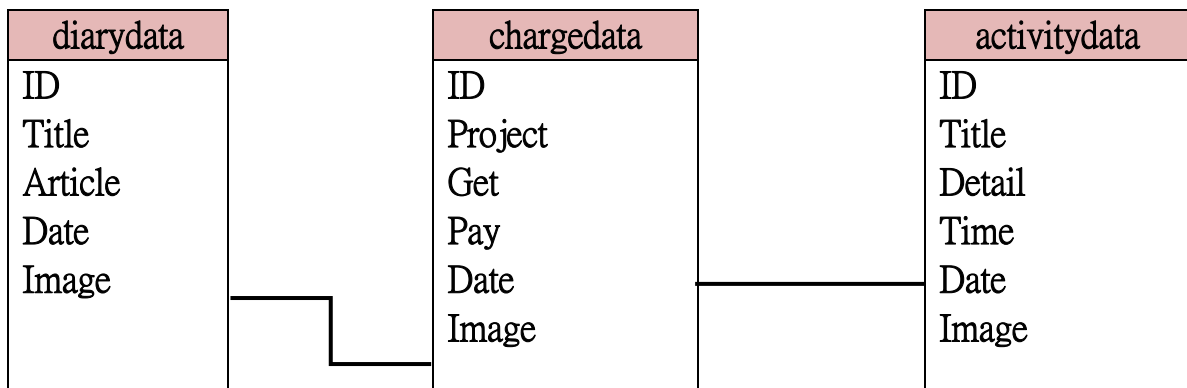 diarydata
ID
Title
Article
Date
Image
chargedata
ID
Project
Get
Pay
Date
Image
activitydata
ID
Title
Detail
Time
Date
Image